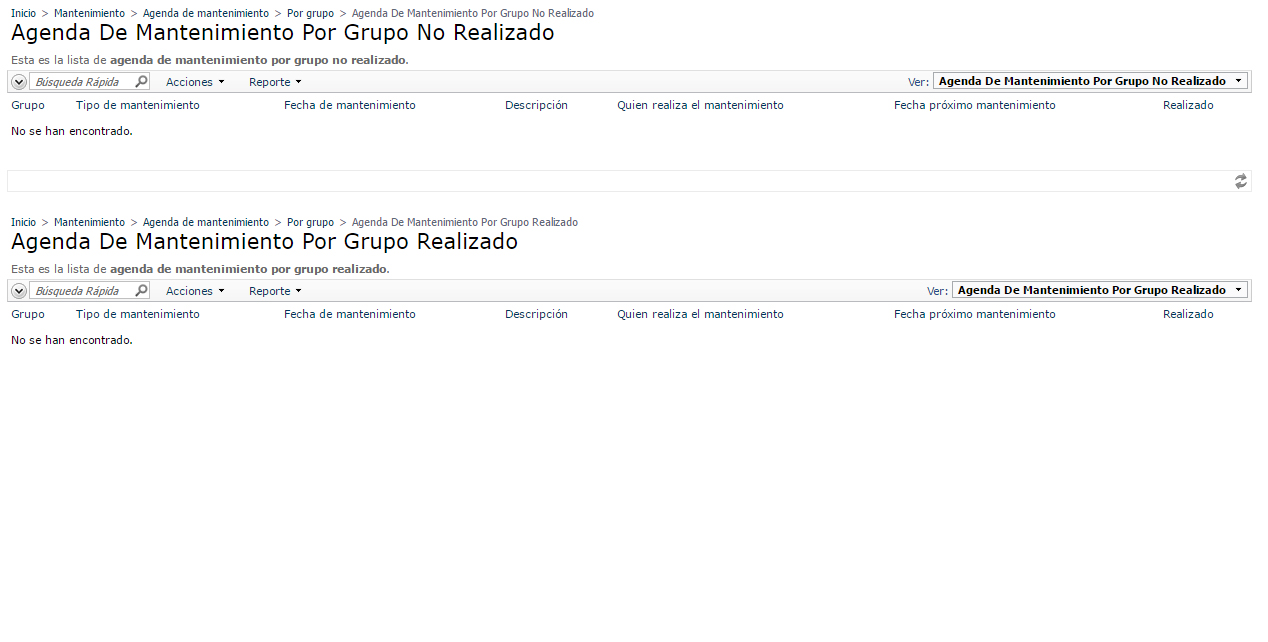 Inicio > Mantenimiento > Agenda de mantenimiento > Por grupo > Agenda De Mantenimiento Por Grupo No Realizado
Agenda De Mantenimiento Por Grupo No Realizado
Esta es la lista de agenda de mantenimiento por grupo no realizado.
Búsqueda Rápida Acciones Reporte Ver: Agenda De Mantenimiento Por Grupo No Realizado
Grupo Tipo de mantenimiento Fecha de mantenimiento Descripción Quien realiza el mantenimiento Fecha próximo mantenimiento Realizado
No se han encontrado.
Inicio > Mantenimiento > Agenda de mantenimiento > Por grupo > Agenda De Mantenimiento Por Grupo Realizado
Agenda De Mantenimiento Por Grupo Realizado
Esta es la lista de agenda de mantenimiento por grupo realizado.
Búsqueda Rápida Acciones Reporte Ver: Agenda De Mantenimiento Por Grupo Realizado
Grupo Tipo de mantenimiento Fecha de mantenimiento Descripción Quien realiza el mantenimiento Fecha próximo mantenimiento Realizado
No se han encontrado.